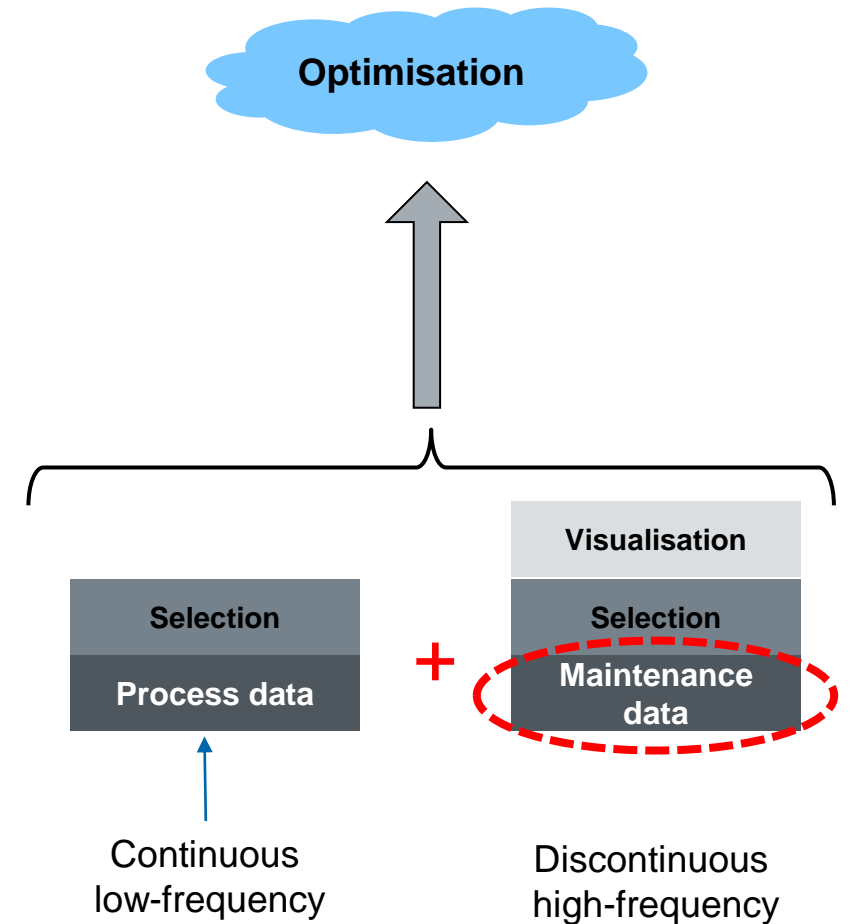 Optimisation
Visualisation
Selection
Selection
+
Process data
Maintenance
data
Continuous
low-frequency
Discontinuous
high-frequency